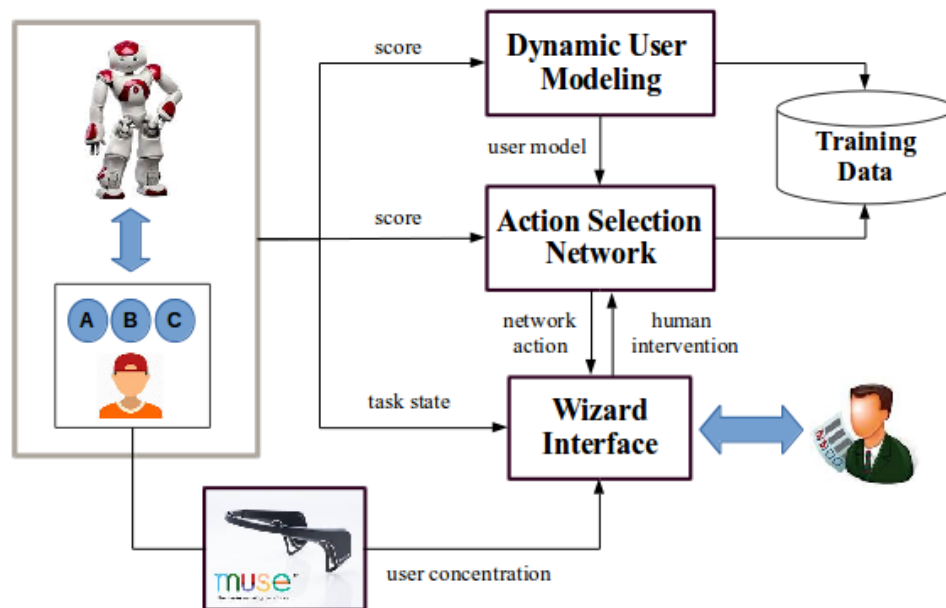 score
Dynamic User
Modeling
Training
Data
user model
score
Action Selection
Network
A B C
network
action
human
intervention
task state
Wizard
Interface
muse
user concentration